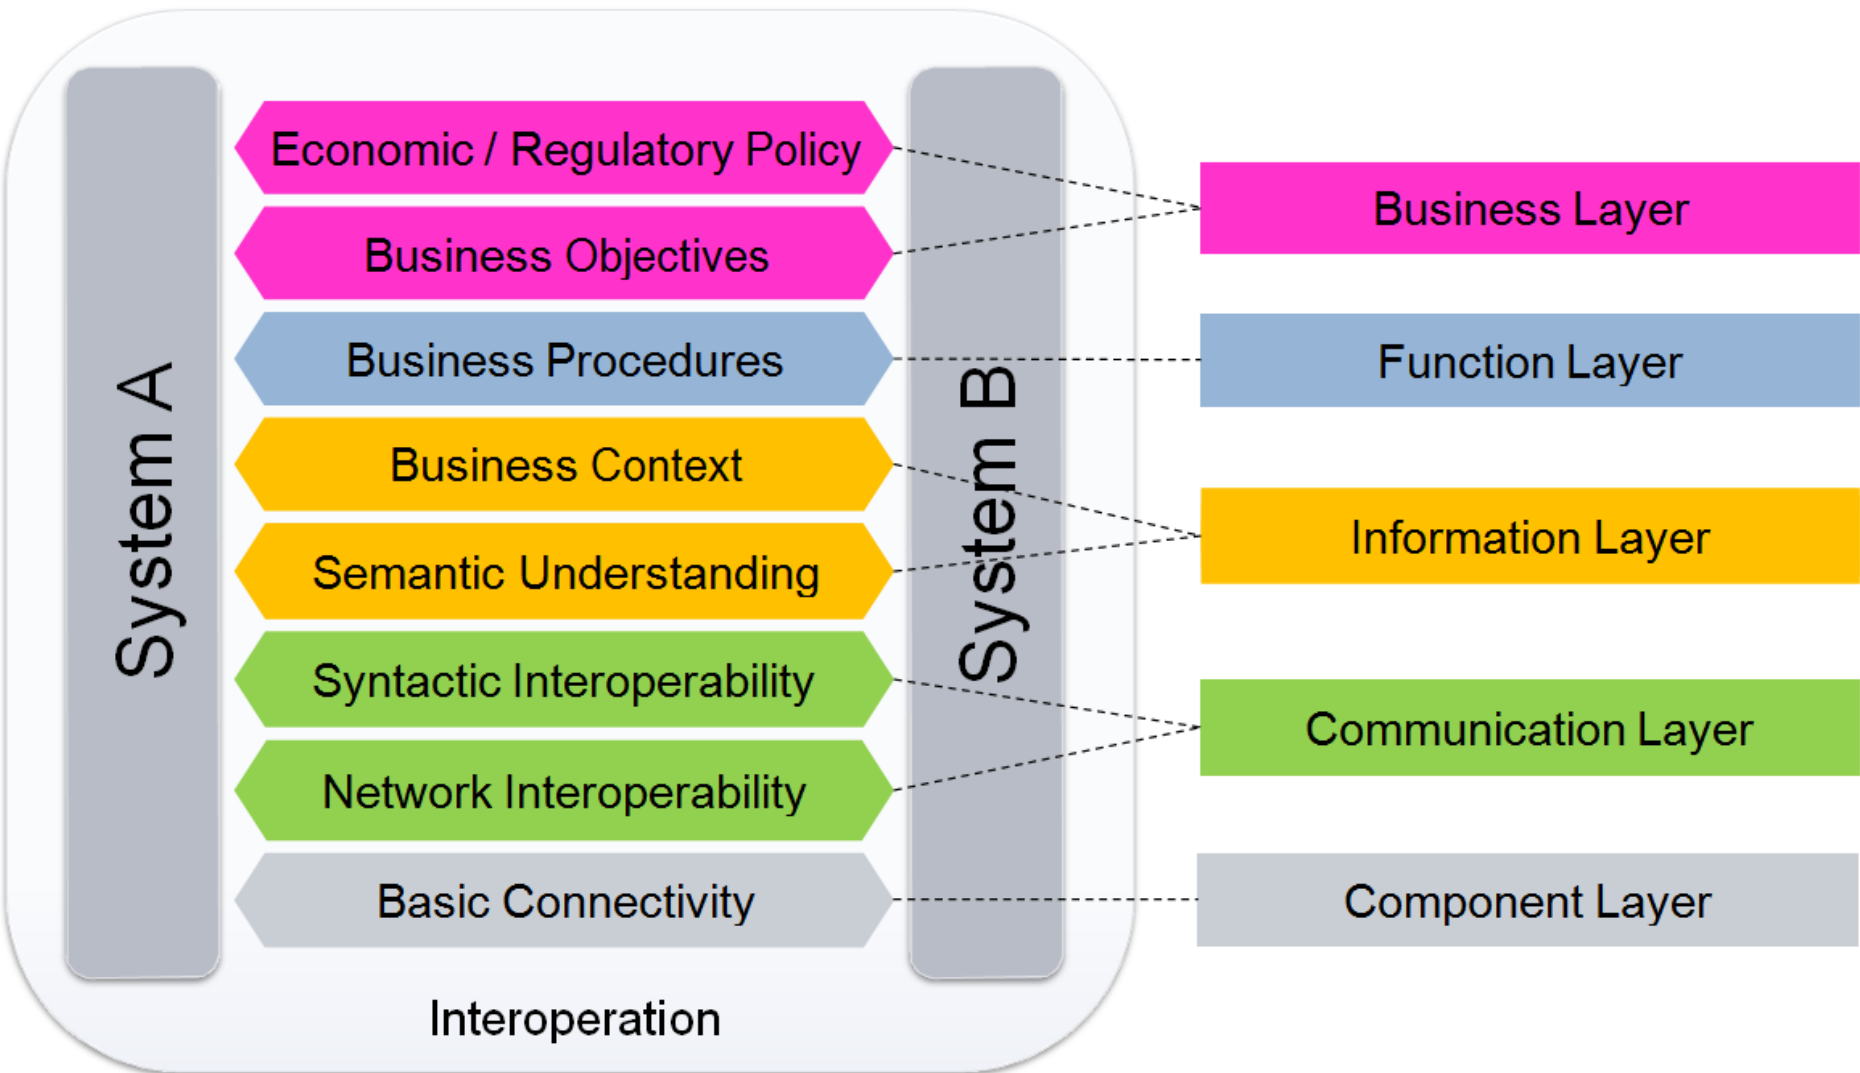 System A
Economic / Regulatory Policy
Business Objectives
Business Procedures
Business Context
Semantic Understanding
Syntactic Interoperability
Network Interoperability
Basic Connectivity
Interoperation
System B
Business Layer
Function Layer
Information Layer
Communication Layer
Component Layer